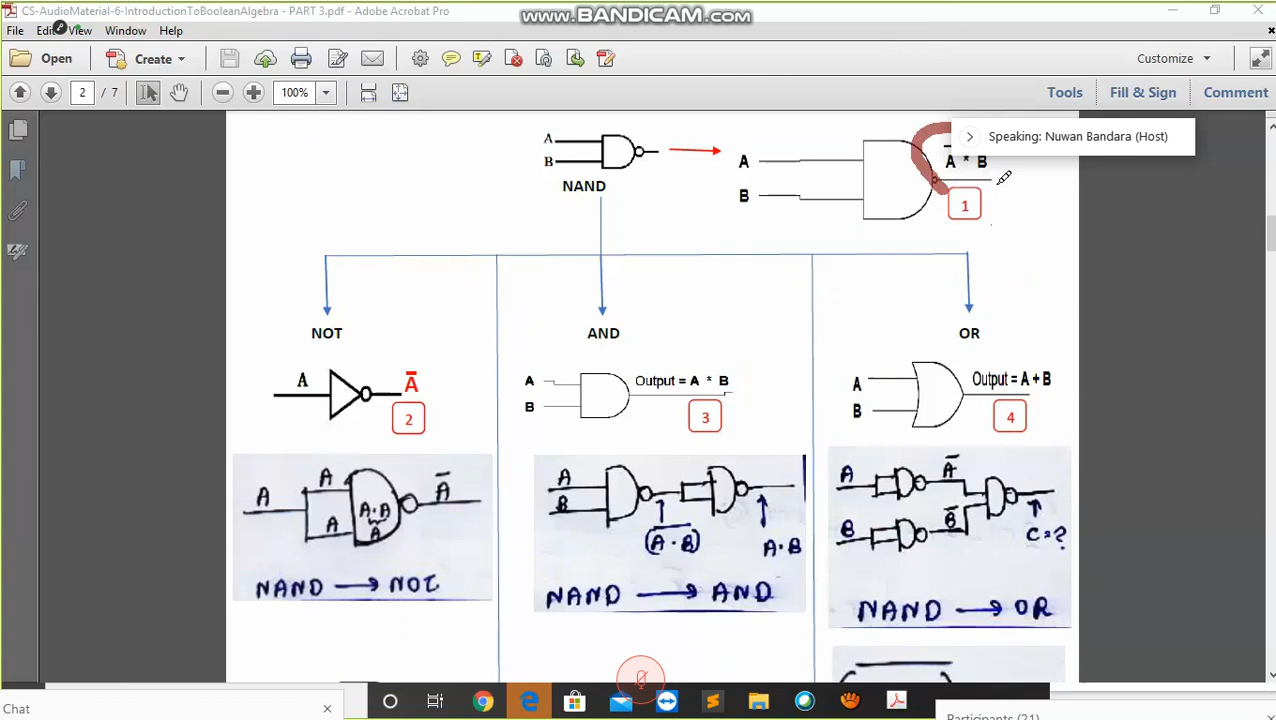 CS-AudioMaterial-6-IntroductionToBooleanAlgebra - PART 3.pdf - Adobe Acrobat Pro
www.BANDICAM.com
File Edit View Window Help
Open Create Customize
2 / 7 100% Tools Fill & Sign Comment
Speaking: Nuwan Bandara (Host)
A
B
NAND
A
B
A̅ * B
1
NOT AND OR
A A̅
2
A
B
Output = A * B
3
A
B
Output = A + B
4
A A A A·A A A̅
NAND → NOT
A
B
(A̅·B̅)
A·B
NAND → AND
A A̅
B B̅
C = ?
NAND → OR
Chat
Participants (21)